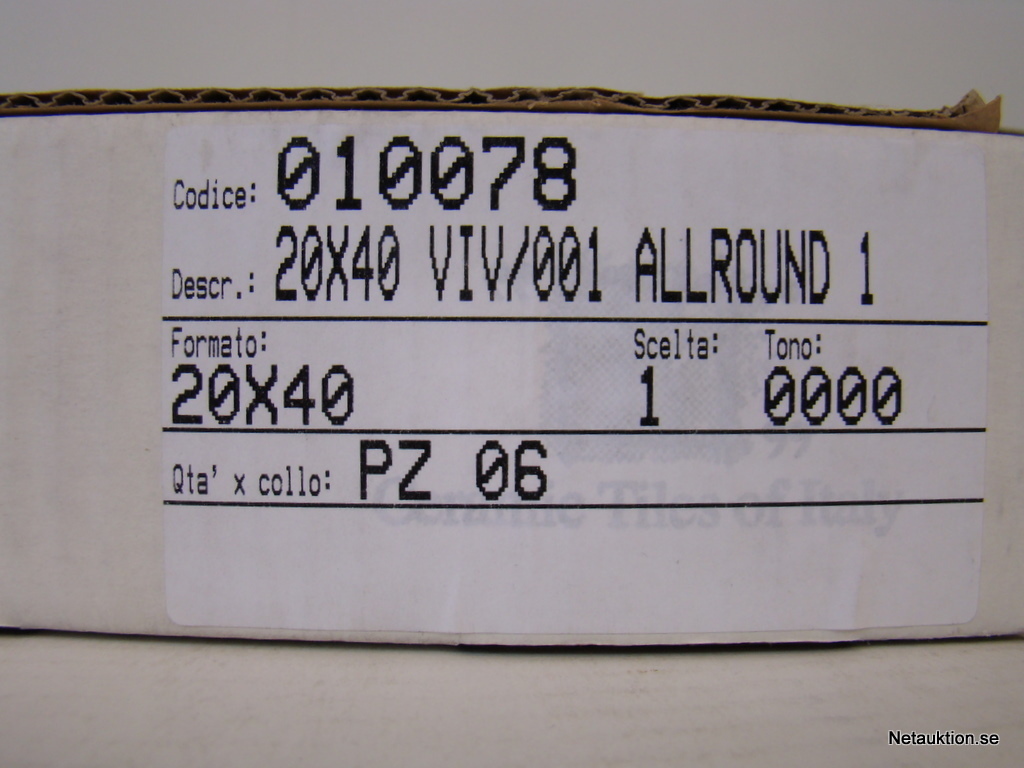 Codice: 010078
Descr.: 20X40 VIV/001 ALLROUND 1
Formato: Scelta: Tono:
20X40 1 0000
Qta' x collo: PZ 06
Ceramic Tiles of Italy
Netauktion.se